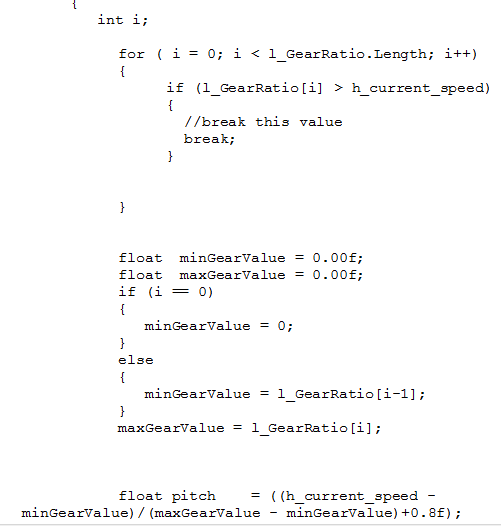 {
int i;
for ( i = 0; i < l_GearRatio.Length; i++)
{
if (l_GearRatio[i] > h_current_speed)
{
//break this value
break;
}
}
float  minGearValue = 0.00f;
float  maxGearValue = 0.00f;
if (i == 0)
{
minGearValue = 0;
}
else
{
minGearValue = l_GearRatio[i-1];
}
maxGearValue = l_GearRatio[i];
float pitch    = ((h_current_speed -
minGearValue)/(maxGearValue - minGearValue)+0.8f);